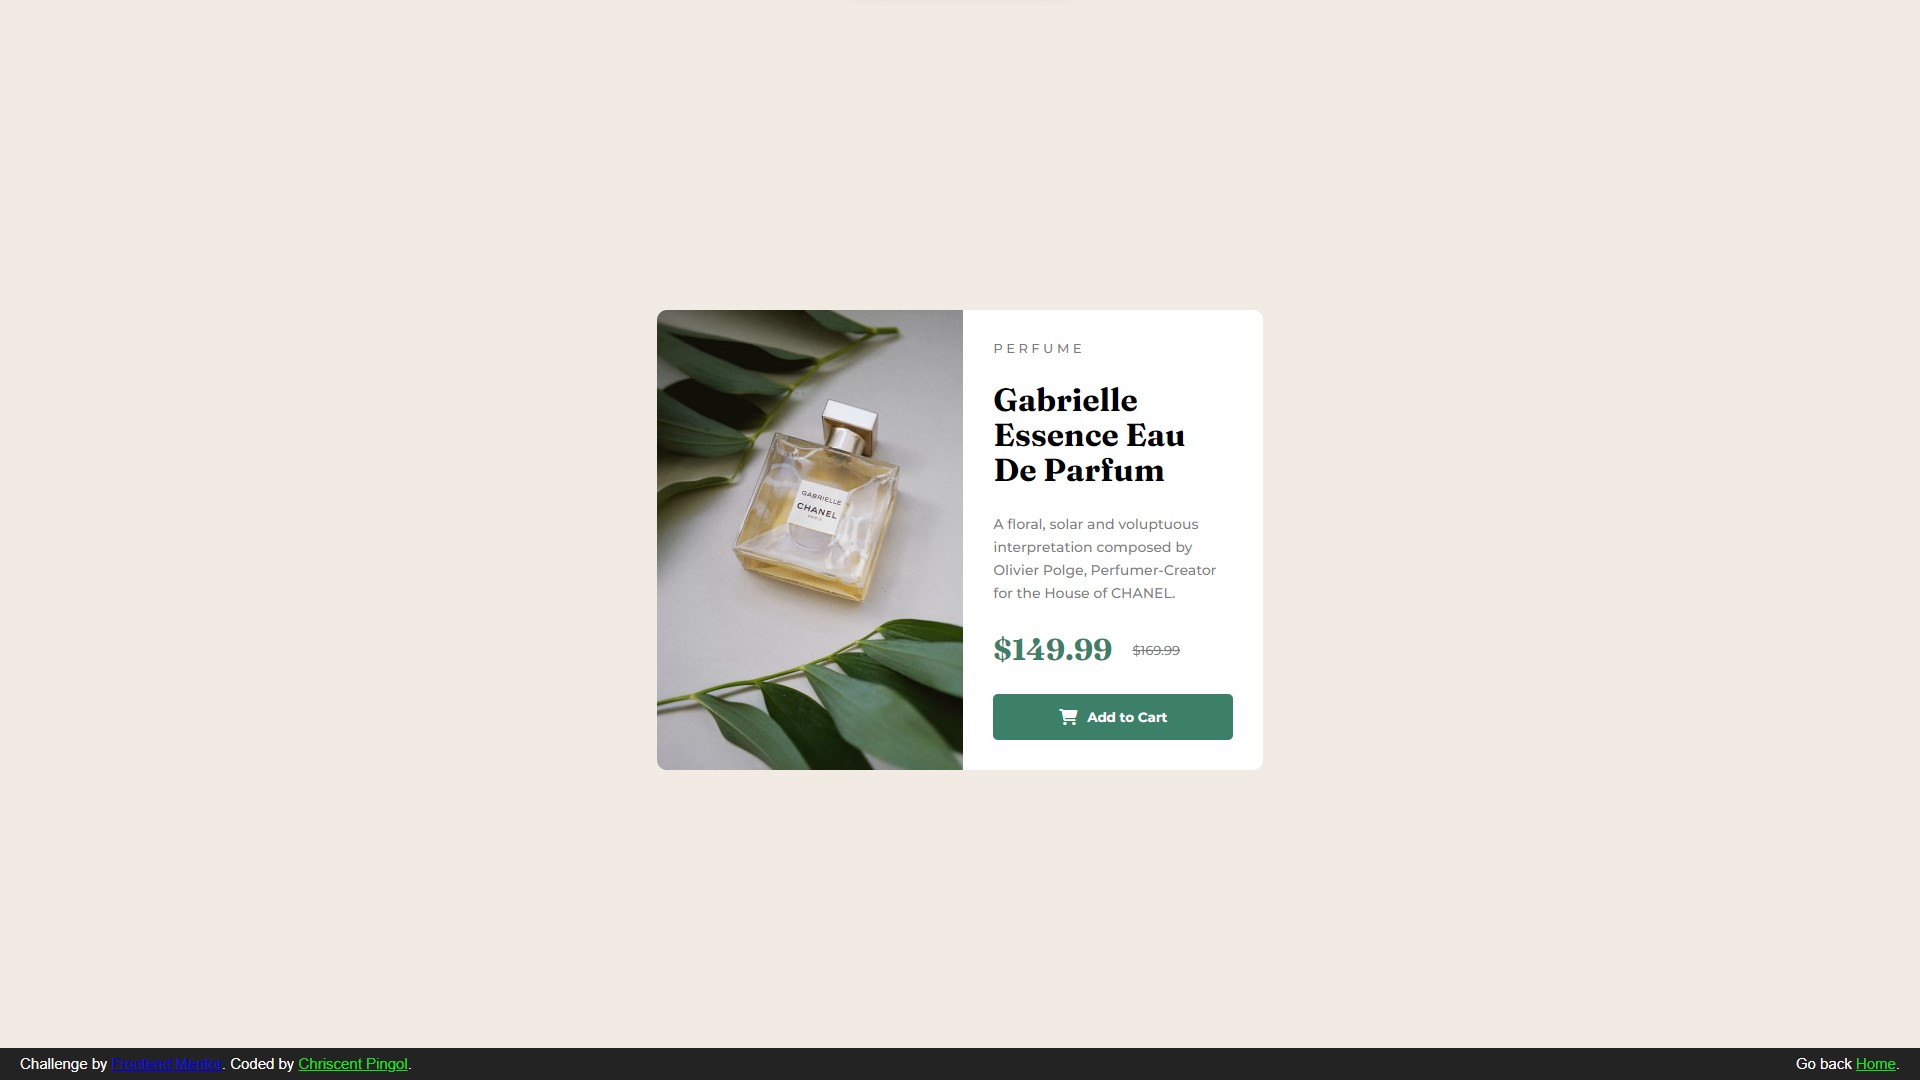 PERFUME
Gabrielle
Essence Eau
De Parfum
A floral, solar and voluptuous
interpretation composed by
Olivier Polge, Perfumer-Creator
for the House of CHANEL.
$149.99 $169.99
Add to Cart
GABRIELLE
CHANEL
PARIS
Challenge by Frontend Mentor. Coded by Chriscent Pingol.
Go back Home.